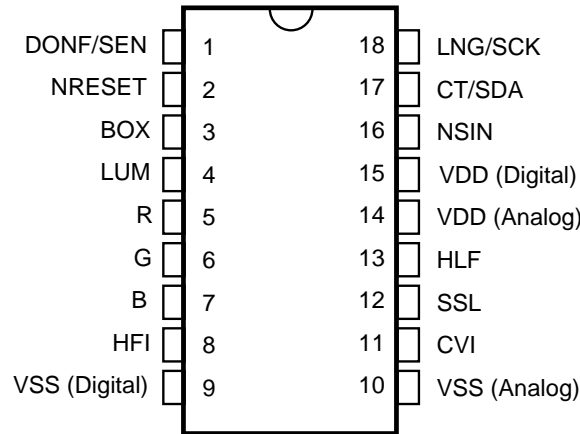 DONF/SEN 1 18 LNG/SCK
NRESET 2 17 CT/SDA
BOX 3 16 NSIN
LUM 4 15 VDD (Digital)
R 5 14 VDD (Analog)
G 6 13 HLF
B 7 12 SSL
HFI 8 11 CVI
VSS (Digital) 9 10 VSS (Analog)